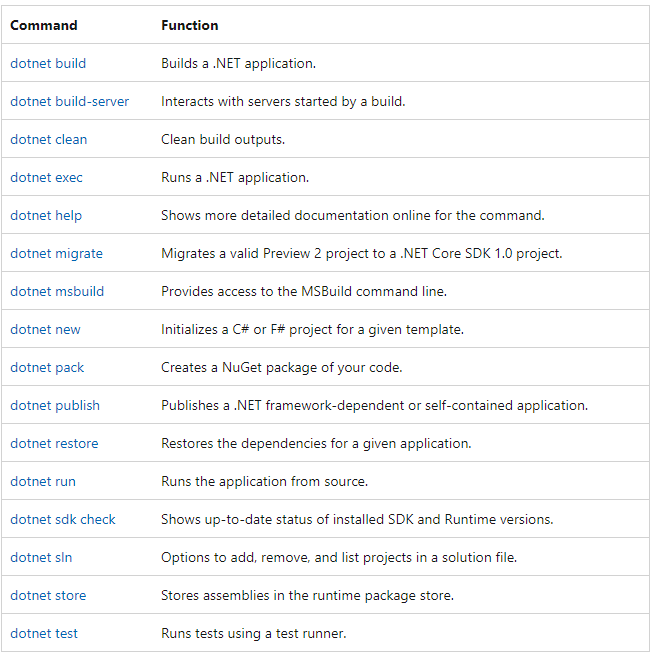 Command Function
dotnet build Builds a .NET application.
dotnet build-server Interacts with servers started by a build.
dotnet clean Clean build outputs.
dotnet exec Runs a .NET application.
dotnet help Shows more detailed documentation online for the command.
dotnet migrate Migrates a valid Preview 2 project to a .NET Core SDK 1.0 project.
dotnet msbuild Provides access to the MSBuild command line.
dotnet new Initializes a C# or F# project for a given template.
dotnet pack Creates a NuGet package of your code.
dotnet publish Publishes a .NET framework-dependent or self-contained application.
dotnet restore Restores the dependencies for a given application.
dotnet run Runs the application from source.
dotnet sdk check Shows up-to-date status of installed SDK and Runtime versions.
dotnet sln Options to add, remove, and list projects in a solution file.
dotnet store Stores assemblies in the runtime package store.
dotnet test Runs tests using a test runner.